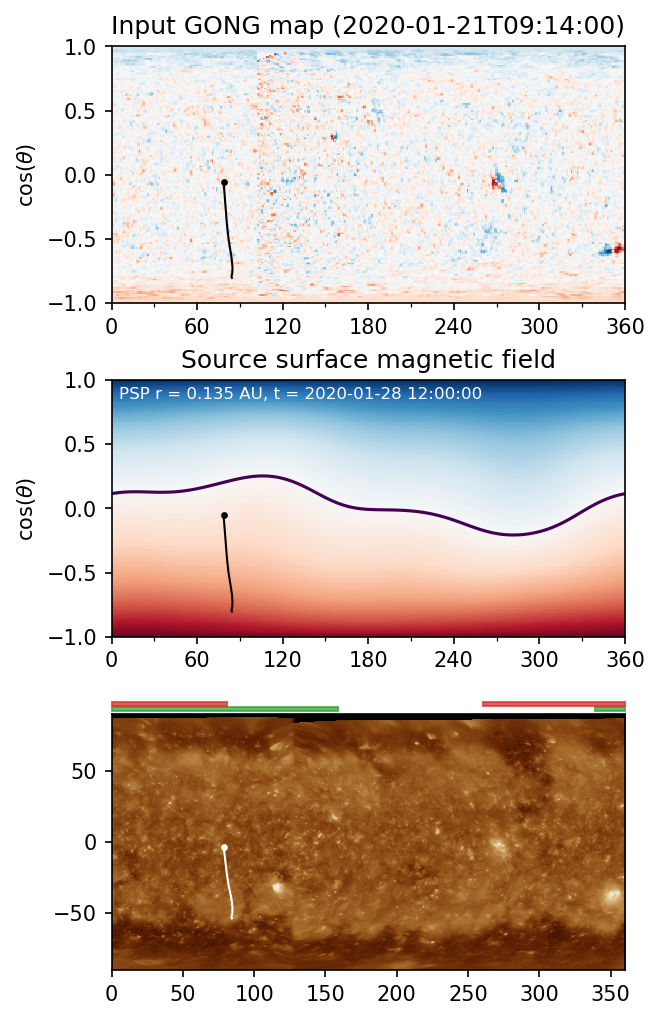 Input GONG map (2020-01-21T09:14:00)
1.0
0.5
0.0
−0.5
−1.0
cos(θ)
0 60 120 180 240 300 360
Source surface magnetic field
PSP r = 0.135 AU, t = 2020-01-28 12:00:00
1.0
0.5
0.0
−0.5
−1.0
cos(θ)
0 60 120 180 240 300 360
50
0
−50
0 50 100 150 200 250 300 350